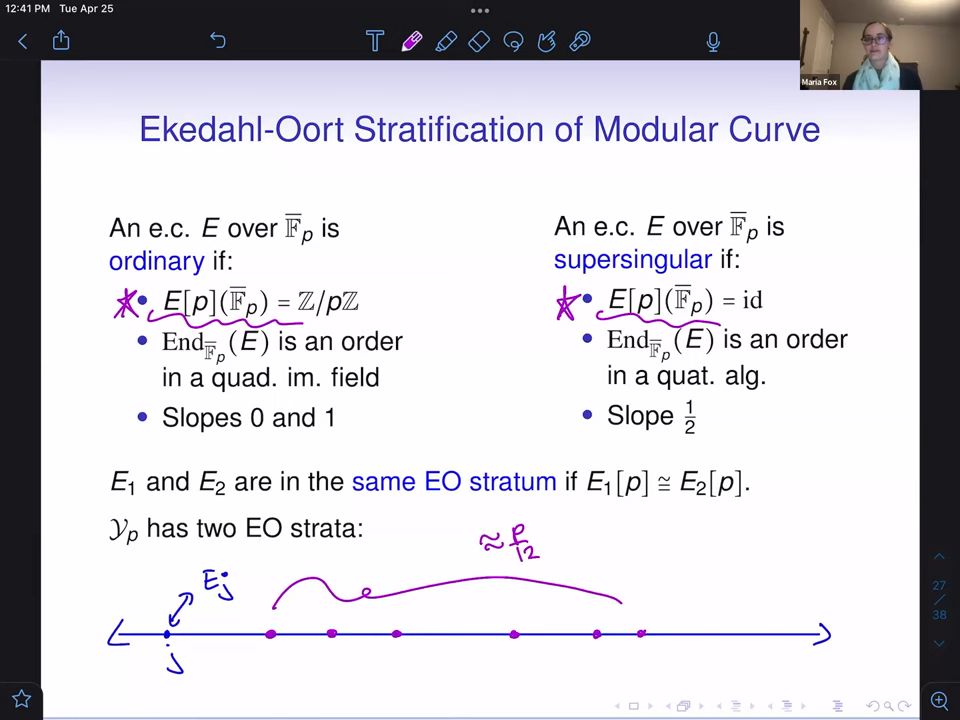 12:41 PM Tue Apr 25
Maria Fox
Ekedahl-Oort Stratification of Modular Curve
An e.c. E over 𝔽̅ₚ is
ordinary if:
• E[p](𝔽̅ₚ) = ℤ/pℤ
• End_𝔽̅ₚ(E) is an order
in a quad. im. field
• Slopes 0 and 1
An e.c. E over 𝔽̅ₚ is
supersingular if:
• E[p](𝔽̅ₚ) = id
• End_𝔽̅ₚ(E) is an order
in a quat. alg.
• Slope 1/2
E₁ and E₂ are in the same EO stratum if E₁[p] ≅ E₂[p].
𝒴ₚ has two EO strata:
≈ p/12
Eⱼ
j
27
/
38